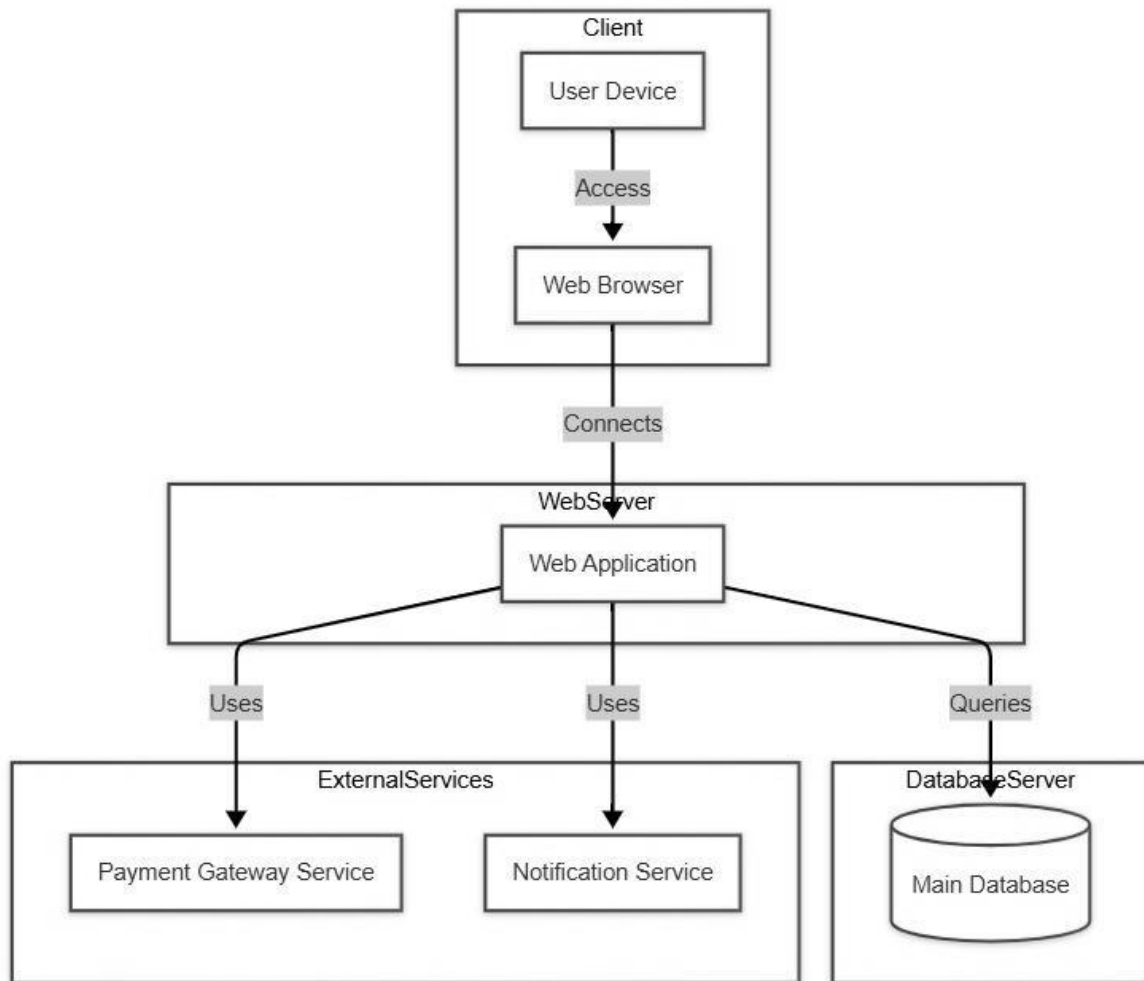 Client
User Device
Access
Web Browser
Connects
WebServer
Web Application
Uses
Uses
Queries
ExternalServices
DatabaseServer
Payment Gateway Service
Notification Service
Main Database